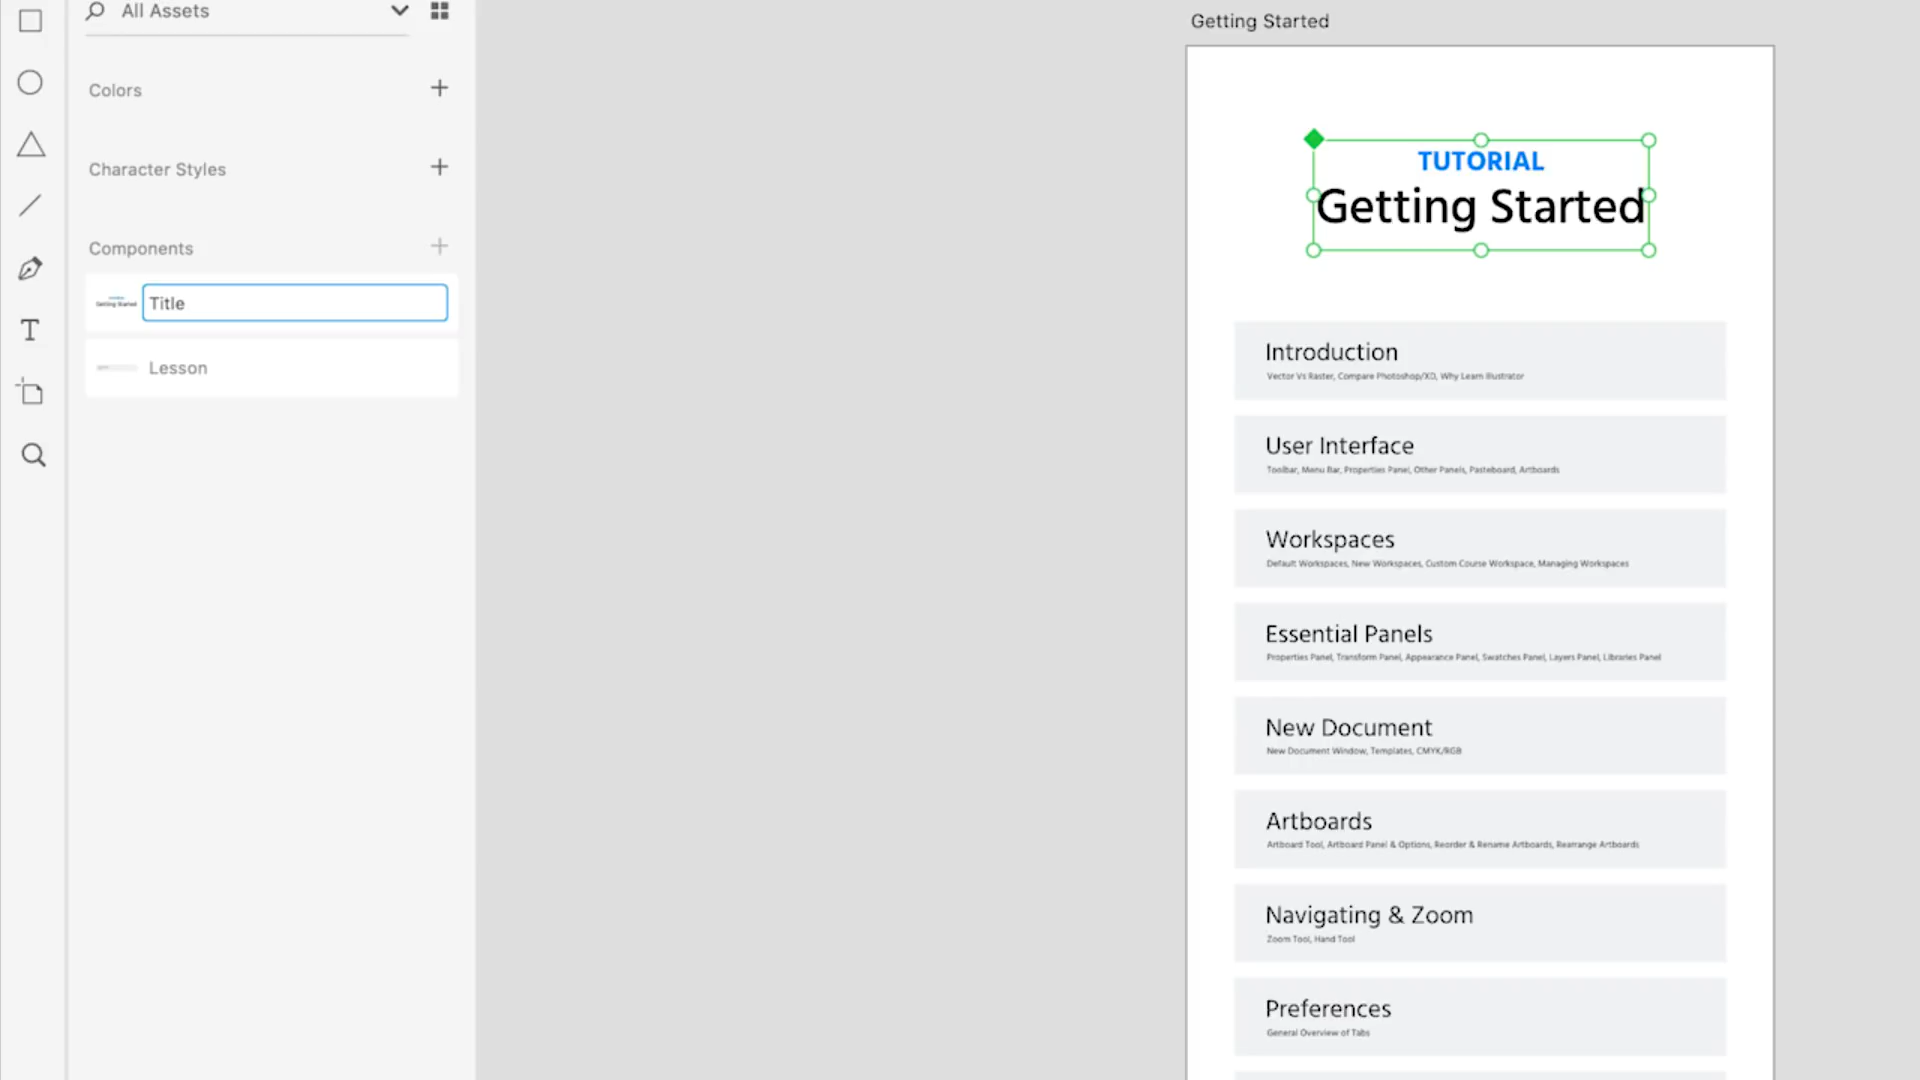 All Assets
Colors
Character Styles
Components
Getting Started
Title
Lesson
Getting Started
TUTORIAL
Getting Started
Introduction
Vector Vs Raster, Compare Photoshop/XD, Why Learn Illustrator
User Interface
Toolbar, Menu Bar, Properties Panel, Other Panels, Pasteboard, Artboards
Workspaces
Default Workspaces, New Workspaces, Custom Course Workspace, Managing Workspaces
Essential Panels
Properties Panel, Transform Panel, Appearance Panel, Swatches Panel, Layers Panel, Libraries Panel
New Document
New Document Window, Templates, CMYK/RGB
Artboards
Artboard Tool, Artboard Panel & Options, Reorder & Rename Artboards, Rearrange Artboards
Navigating & Zoom
Zoom Tool, Hand Tool
Preferences
General Overview of Tabs